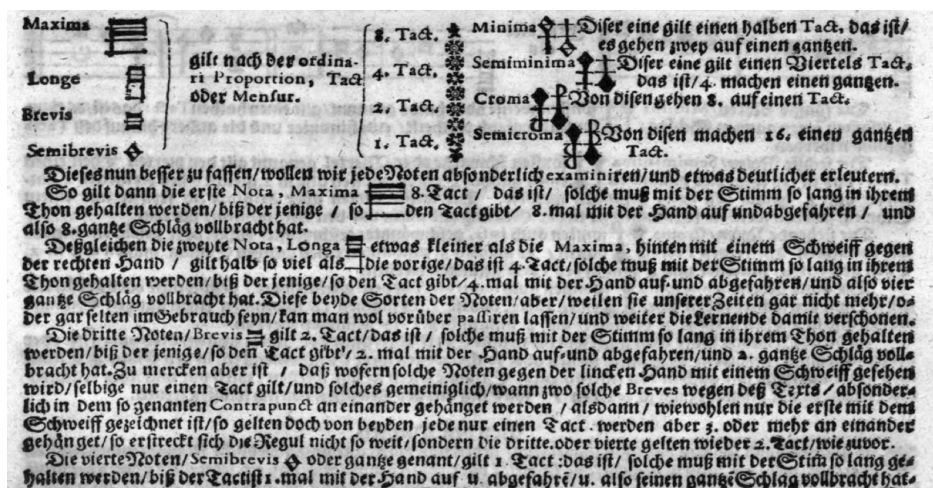 Maxima
Longe
Brevis
Semibrevis
gilt nach der ordina-
ri Proportion, Tact
oder Mensur.
8. Tact.
4. Tact.
2. Tact.
1. Tact.
Minima Diser eine gilt einen halben Tact, das ist/
es gehen zwey auf einen gantzen.
Semiminima Diser eine gilt einen Viertels Tact,
das ist/4. machen einen gantzen.
Croma Von disen gehen 8. auf einen Tact.
Semicroma Von disen machen 16. einen gantzen
Tact.
Dieses nun besser zu fassen/wollen wir jede Noten absonderlich examiniren/und etwas deutlicher erleutern.
So gilt dann die erste Nota, Maxima 8. Tact / das ist/ solche muß mit der Stimm so lang in ihrem
Thon gehalten werden/biß der jenige / so den Tact gibt/ 8. mal mit der Hand auf und abgefahren / und
also 8. gantze Schläg vollbracht hat.
Deßgleichen die zweyte Nota, Longa etwas kleiner als die Maxima, hinten mit einem Schweiff gegen
der rechten Hand / gilt halb so viel als die vorige/das ist 4. Tact/solche muß mit der Stimm so lang in ihrem
Thon gehalten werden/biß der jenige/so den Tact gibt/4. mal mit der Hand auf- und abgefahren/und also vier
gantze Schläg vollbracht hat. Diese beyde Sorten der Noten/aber/weilen sie unserer Zeiten gar nicht mehr/o-
der gar selten im Gebrauch seyn/kan man wol vorüber passiren lassen/und weiter die Lernende damit verschonen.
Die dritte Noten/Brevis gilt 2. Tact/das ist / solche muß mit der Stimm so lang in ihrem Thon gehalten
werden/biß der jenige/so den Tact gibt/ 2. mal mit der Hand auf-und abgefahren/und 2. gantze Schläg voll-
bracht hat. Zu mercken aber ist / daß wofern solche Noten gegen der lincken Hand mit einem Schweiff gesehen
wird/selbige nur einen Tact gilt/und solches gemeiniglich/wann zwo solche Breves wegen deß Texts/ absonder-
lich in dem so genanten Contrapunct an einander gehänget werden / alsdann / wiewohlen nur die erste mit dem
Schweiff gezeichnet ist/so gelten doch von beyden jede nur einen Tact. werden aber 3. oder mehr an einander
gehänget/so erstreckt sich die Regul nicht so weit/sondern die dritte. oder vierte gelten wieder 2. Tact/wie zuvor.
Die vierte Noten/Semibrevis oder gantze genant/gilt 1. Tact :das ist/ solche muß mit der Stim̃ so lang ge-
halten werden/biß der Tactist 1. mal mit der Hand auf u. abgefahrē/u. also seinen gantzē Schlag vollbracht hat.